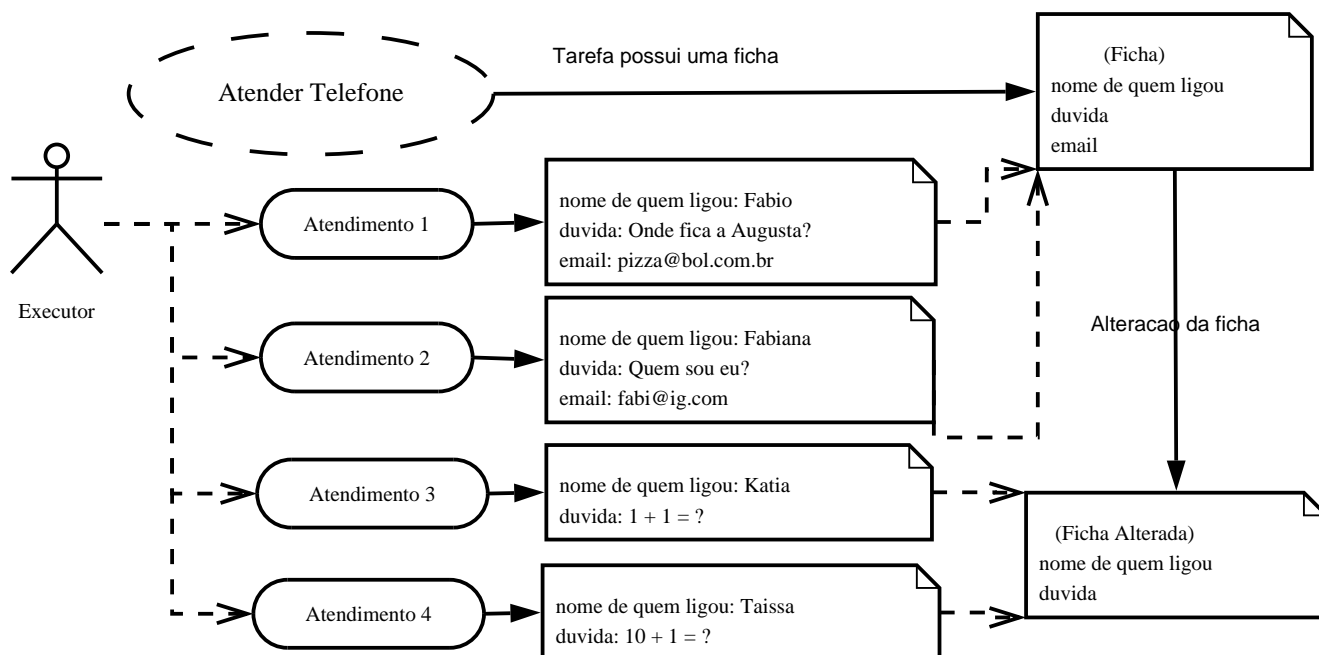 Tarefa possui uma ficha
Atender Telefone
(Ficha)
nome de quem ligou
duvida
email
Executor
Atendimento 1
nome de quem ligou: Fabio
duvida: Onde fica a Augusta?
email: pizza@bol.com.br
Atendimento 2
nome de quem ligou: Fabiana
duvida: Quem sou eu?
email: fabi@ig.com
Alteracao da ficha
Atendimento 3
nome de quem ligou: Katia
duvida: 1 + 1 = ?
(Ficha Alterada)
nome de quem ligou
duvida
Atendimento 4
nome de quem ligou: Taissa
duvida: 10 + 1 = ?